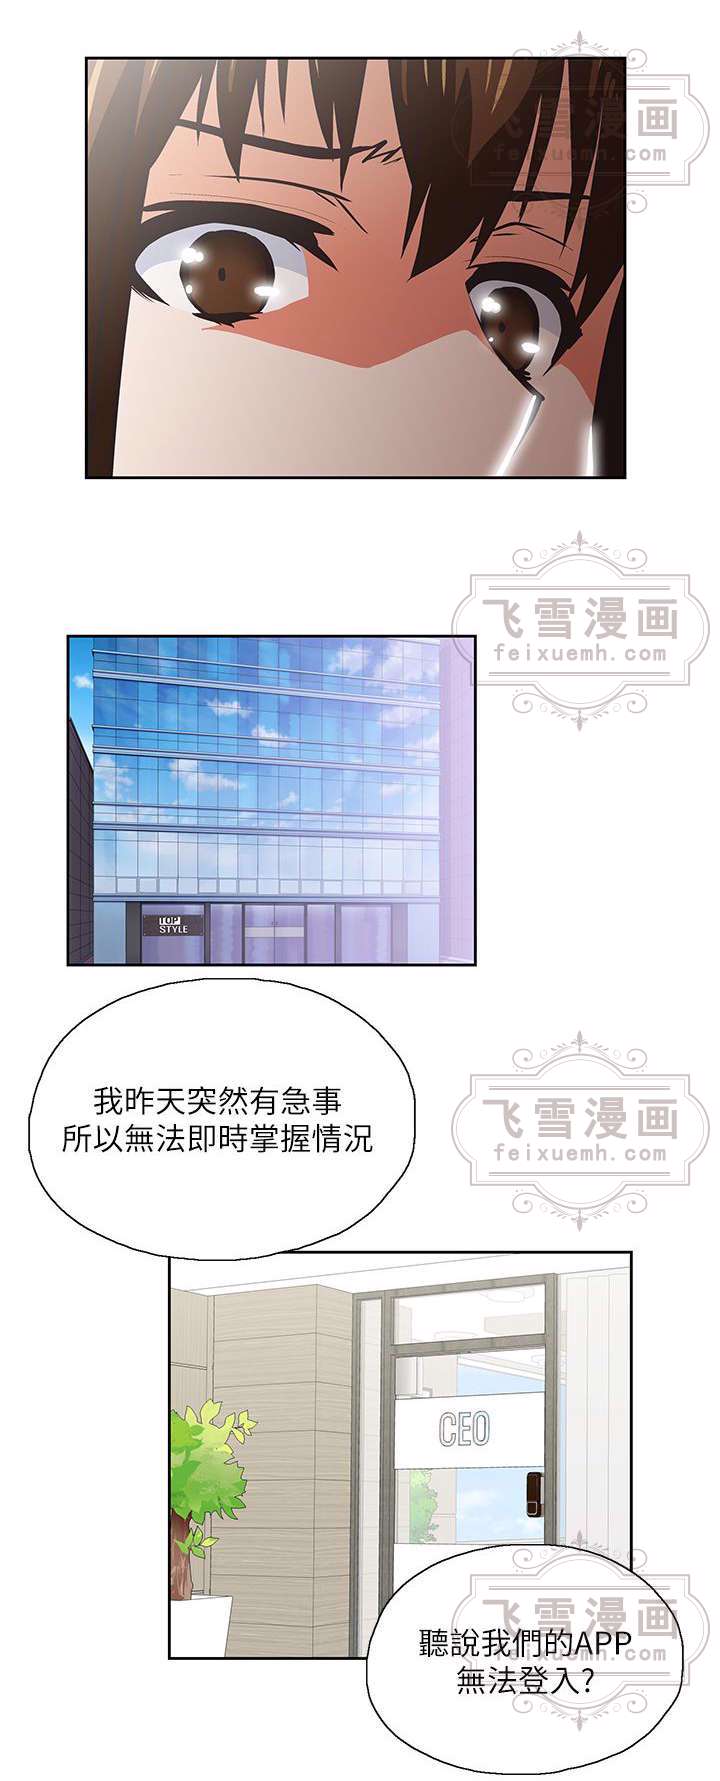 飞雪漫画
feixuemh.com
飞雪漫画
feixuemh.com
TOP
STYLE
我昨天突然有急事
所以無法即時掌握情況
飞雪漫画
feixuemh.com
CEO
飞雪漫画
feixuemh.com
聽說我們的APP
無法登入?